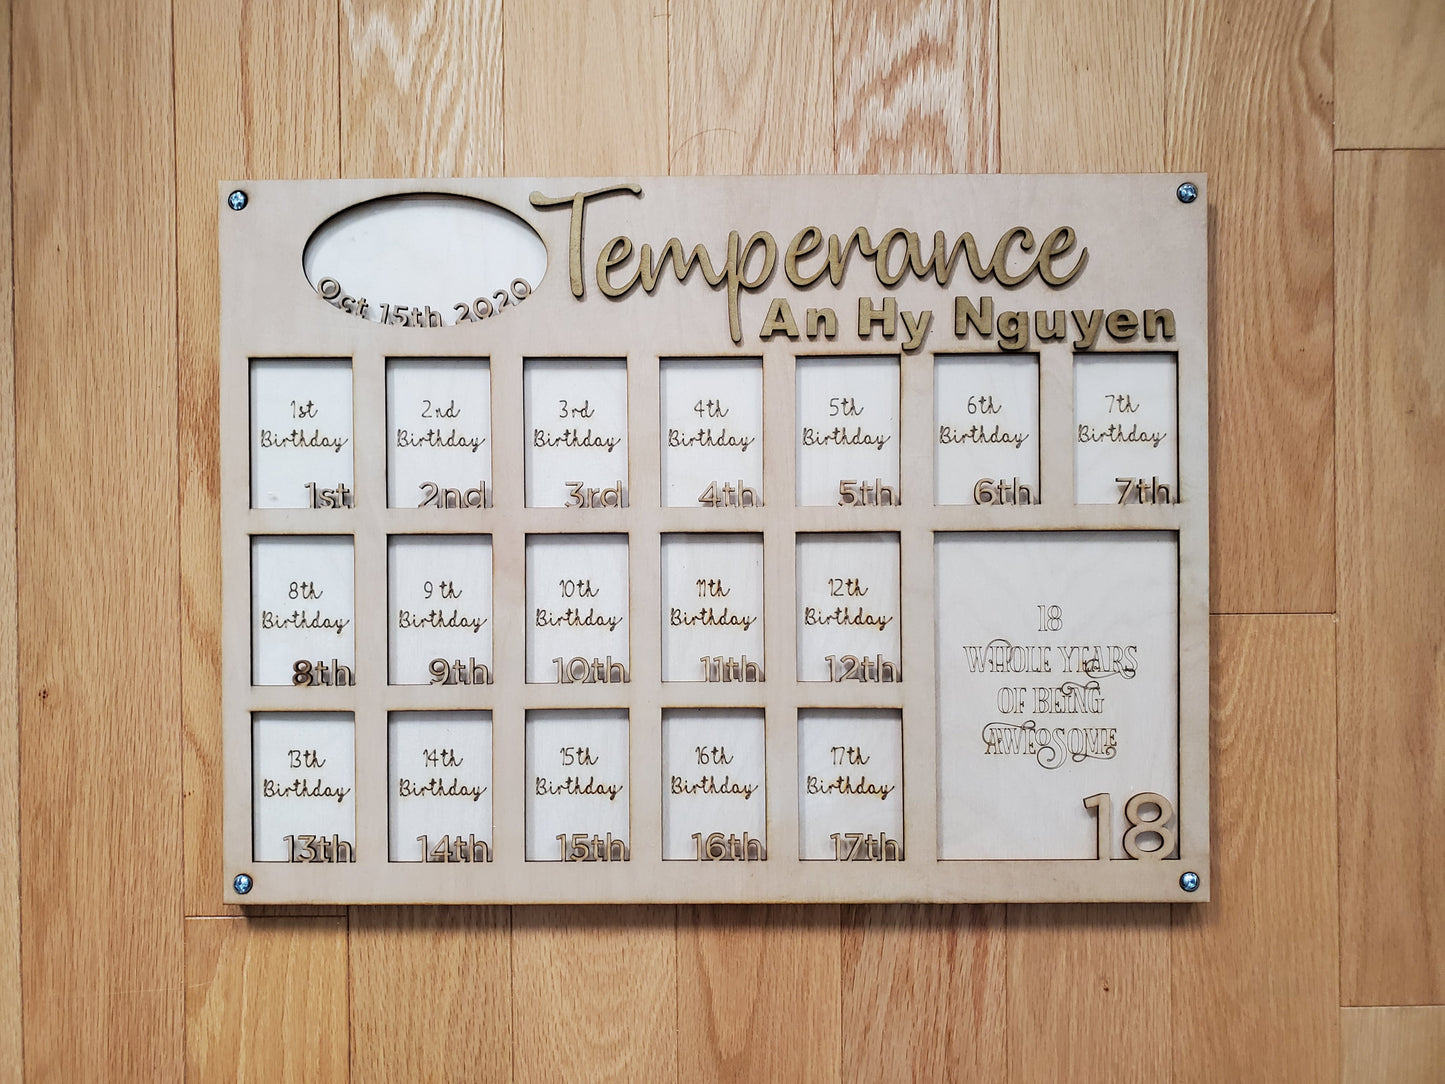 Temperance
An Hy Nguyen
Oct 15th 2020
1st
Birthday
1st
2nd
Birthday
2nd
3rd
Birthday
3rd
4th
Birthday
4th
5th
Birthday
5th
6th
Birthday
6th
7th
Birthday
7th
8th
Birthday
8th
9th
Birthday
9th
10th
Birthday
10th
11th
Birthday
11th
12th
Birthday
12th
13th
Birthday
13th
14th
Birthday
14th
15th
Birthday
15th
16th
Birthday
16th
17th
Birthday
17th
18
WHOLE YEARS
OF BEING
AWESOME
18